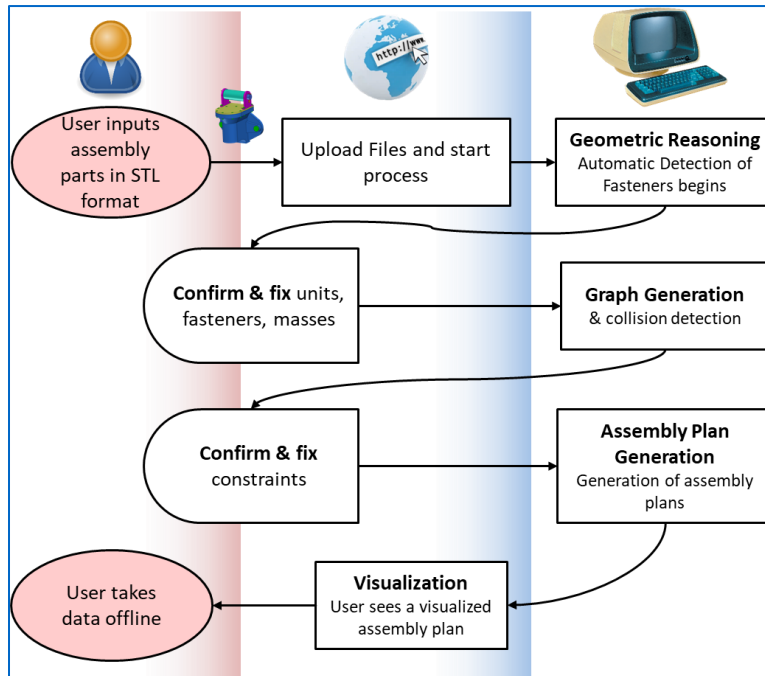 http://www.
User inputs
assembly
parts in STL
format
Upload Files and start
process
Geometric Reasoning
Automatic Detection of
Fasteners begins
Confirm & fix units,
fasteners, masses
Graph Generation
& collision detection
Confirm & fix
constraints
Assembly Plan
Generation
Generation of assembly
plans
User takes
data offline
Visualization
User sees a visualized
assembly plan